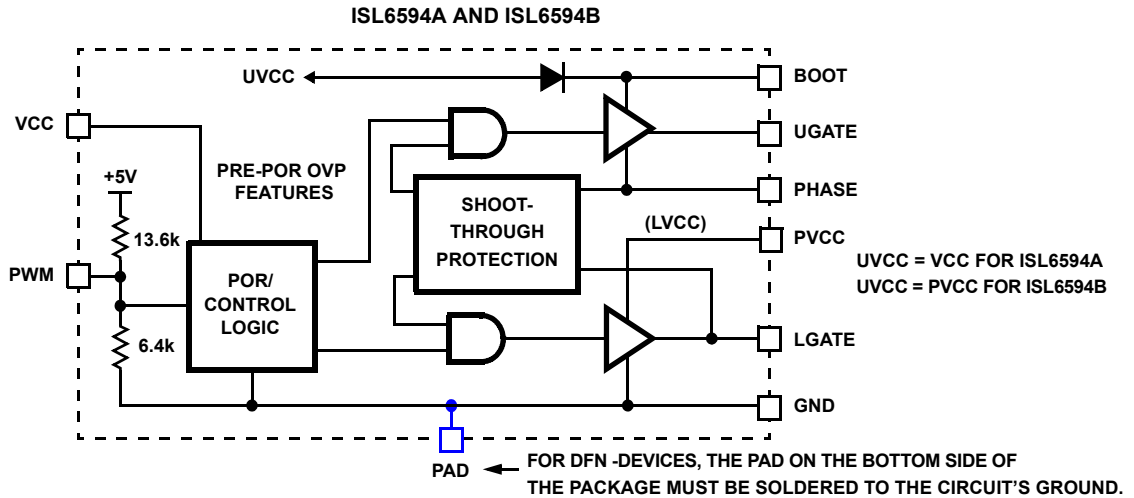 ISL6594A AND ISL6594B
UVCC
BOOT
VCC
UGATE
+5V
PRE-POR OVP
FEATURES
PHASE
13.6k
SHOOT-
THROUGH
PROTECTION
(LVCC)
PVCC
UVCC = VCC FOR ISL6594A
UVCC = PVCC FOR ISL6594B
PWM
POR/
CONTROL
LOGIC
6.4k
LGATE
GND
PAD
FOR DFN -DEVICES, THE PAD ON THE BOTTOM SIDE OF
THE PACKAGE MUST BE SOLDERED TO THE CIRCUIT'S GROUND.